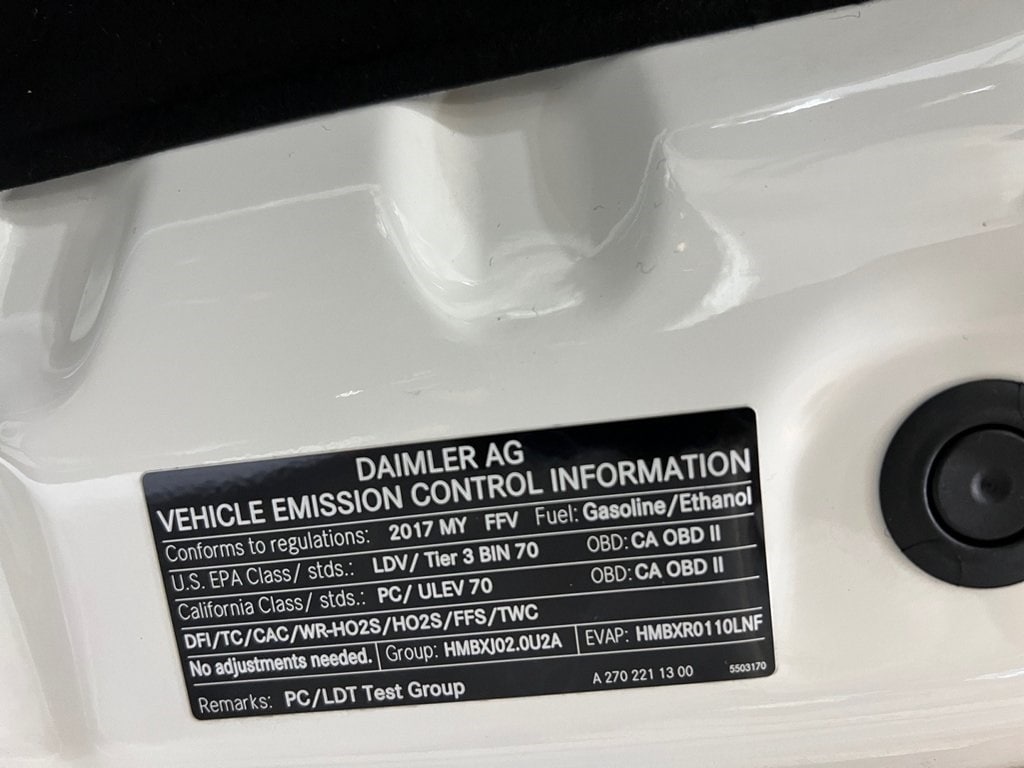 DAIMLER AG
VEHICLE EMISSION CONTROL INFORMATION
Conforms to regulations: 2017 MY FFV Fuel: Gasoline/Ethanol
U.S. EPA Class/ stds.: LDV/ Tier 3 BIN 70 OBD: CA OBD II
California Class/ stds.: PC/ ULEV 70 OBD: CA OBD II
DFI/TC/CAC/WR-HO2S/HO2S/FFS/TWC
No adjustments needed. Group: HMBXJ02.0U2A EVAP: HMBXR0110LNF
Remarks: PC/LDT Test Group A 270 221 13 00 5503170